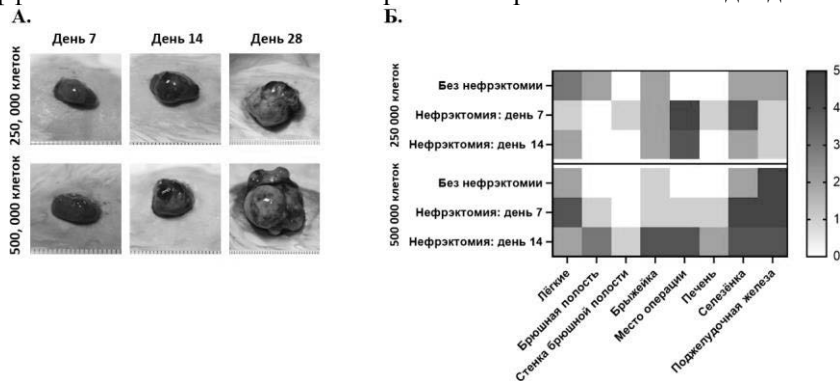 А.
Б.
День 7
День 14
День 28
250, 000 клеток
500, 000 клеток
250 000 клеток
Без нефрэктомии
Нефрэктомия: день 7
Нефрэктомия: день 14
500 000 клеток
Без нефрэктомии
Нефрэктомия: день 7
Нефрэктомия: день 14
Лёгкие
Брюшная полость
Стенка брюшной полости
Брыжейка
Место операции
Печень
Селезёнка
Поджелудочная железа
5
4
3
2
1
0